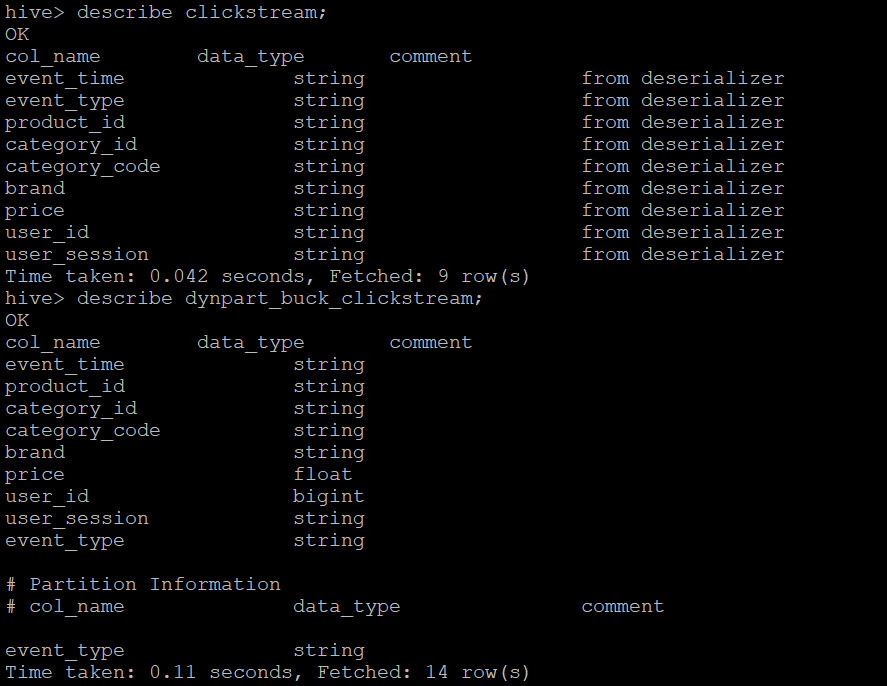 hive> describe clickstream;
OK
col_name data_type comment
event_time string from deserializer
event_type string from deserializer
product_id string from deserializer
category_id string from deserializer
category_code string from deserializer
brand string from deserializer
price string from deserializer
user_id string from deserializer
user_session string from deserializer
Time taken: 0.042 seconds, Fetched: 9 row(s)
hive> describe dynpart_buck_clickstream;
OK
col_name data_type comment
event_time string
product_id string
category_id string
category_code string
brand string
price float
user_id bigint
user_session string
event_type string
# Partition Information
# col_name data_type comment
event_type string
Time taken: 0.11 seconds, Fetched: 14 row(s)